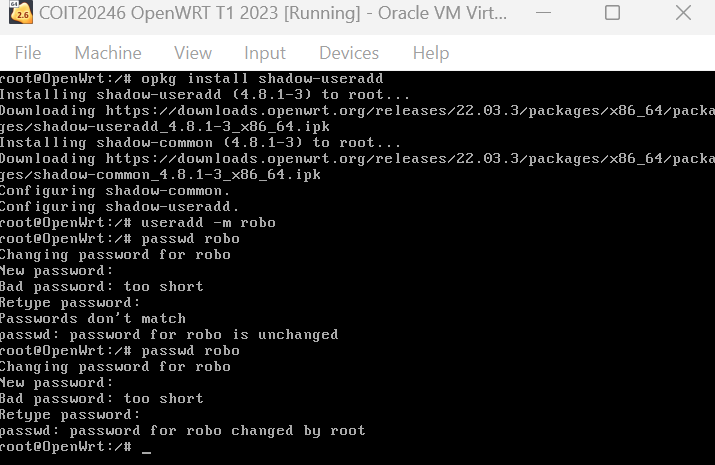 64
2.6
COIT20246 OpenWRT T1 2023 [Running] - Oracle VM Virt...
File Machine View Input Devices Help
root@OpenWrt:/# opkg install shadow-useradd
Installing shadow-useradd (4.8.1-3) to root...
Downloading https://downloads.openwrt.org/releases/22.03.3/packages/x86_64/packa
ges/shadow-useradd_4.8.1-3_x86_64.ipk
Installing shadow-common (4.8.1-3) to root...
Downloading https://downloads.openwrt.org/releases/22.03.3/packages/x86_64/packa
ges/shadow-common_4.8.1-3_x86_64.ipk
Configuring shadow-common.
Configuring shadow-useradd.
root@OpenWrt:/# useradd -m robo
root@OpenWrt:/# passwd robo
Changing password for robo
New password:
Bad password: too short
Retype password:
Passwords don't match
passwd: password for robo is unchanged
root@OpenWrt:/# passwd robo
Changing password for robo
New password:
Bad password: too short
Retype password:
passwd: password for robo changed by root
root@OpenWrt:/# _